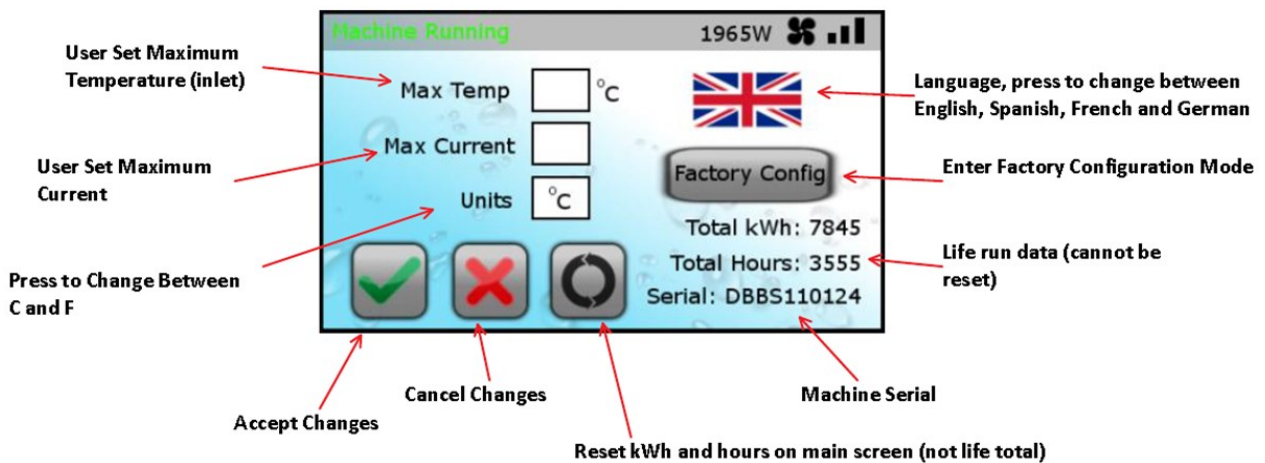 Machine Running
1965W
User Set Maximum
Temperature (inlet)
Max Temp
°C
Language, press to change between
English, Spanish, French and German
User Set Maximum
Current
Max Current
Factory Config
Enter Factory Configuration Mode
Units
°C
Total kWh: 7845
Press to Change Between
C and F
Total Hours: 3555
Life run data (cannot be
reset)
Serial: DBBS110124
Cancel Changes
Machine Serial
Accept Changes
Reset kWh and hours on main screen (not life total)